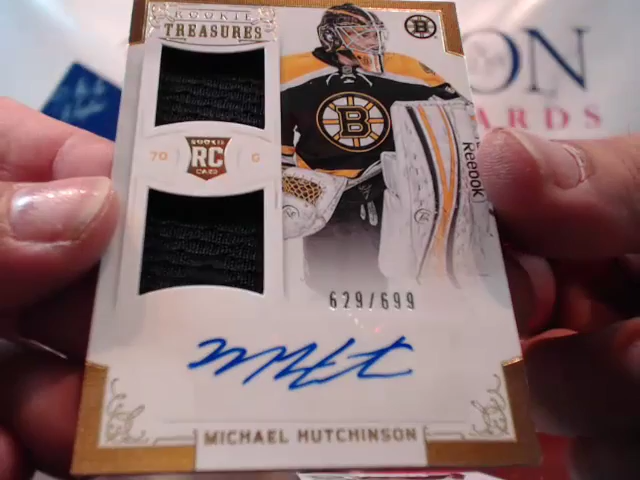 ROOKIE
TREASURES
B
B
70
ROOKIE
RC
CARD
G
Reebok
629/699
MICHAEL HUTCHINSON
ON
ARDS